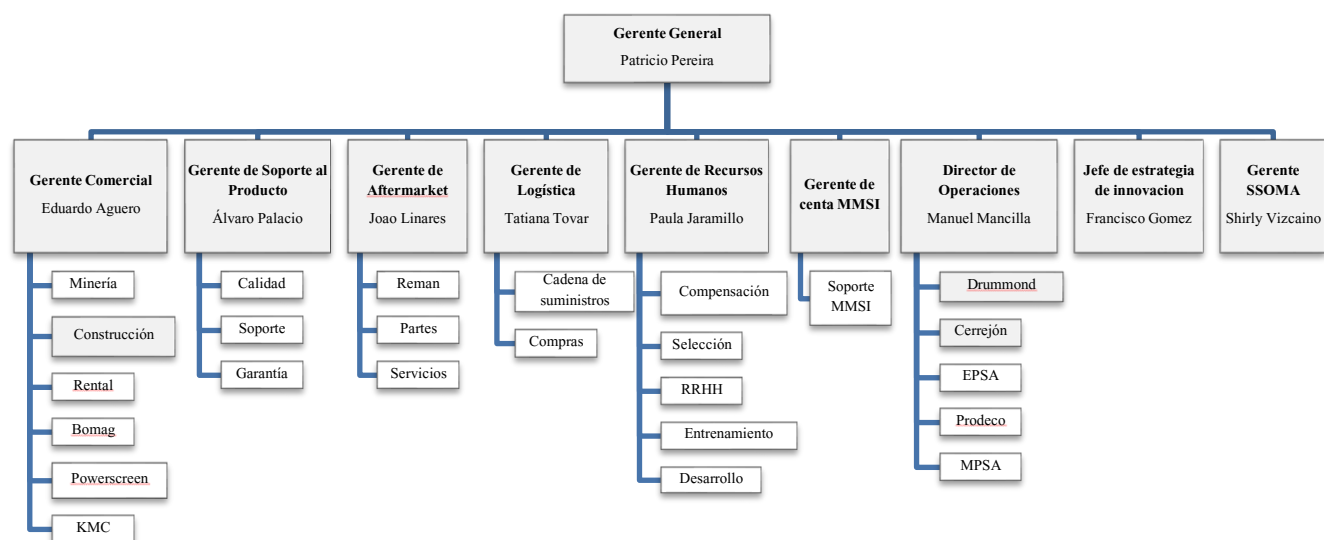 Gerente General
Patricio Pereira
Gerente Comercial
Eduardo Aguero
Minería
Construcción
Rental
Bomag
Powerscreen
KMC
Gerente de Soporte al
Producto
Álvaro Palacio
Calidad
Soporte
Garantía
Gerente de
Aftermarket
Joao Linares
Reman
Partes
Servicios
Gerente de
Logística
Tatiana Tovar
Cadena de
suministros
Compras
Gerente de Recursos
Humanos
Paula Jaramillo
Compensación
Selección
RRHH
Entrenamiento
Desarrollo
Gerente de
centa MMSI
Soporte
MMSI
Director de
Operaciones
Manuel Mancilla
Drummond
Cerrejón
EPSA
Prodeco
MPSA
Jefe de estrategia
de innovacion
Francisco Gomez
Gerente
SSOMA
Shirly Vizcaino